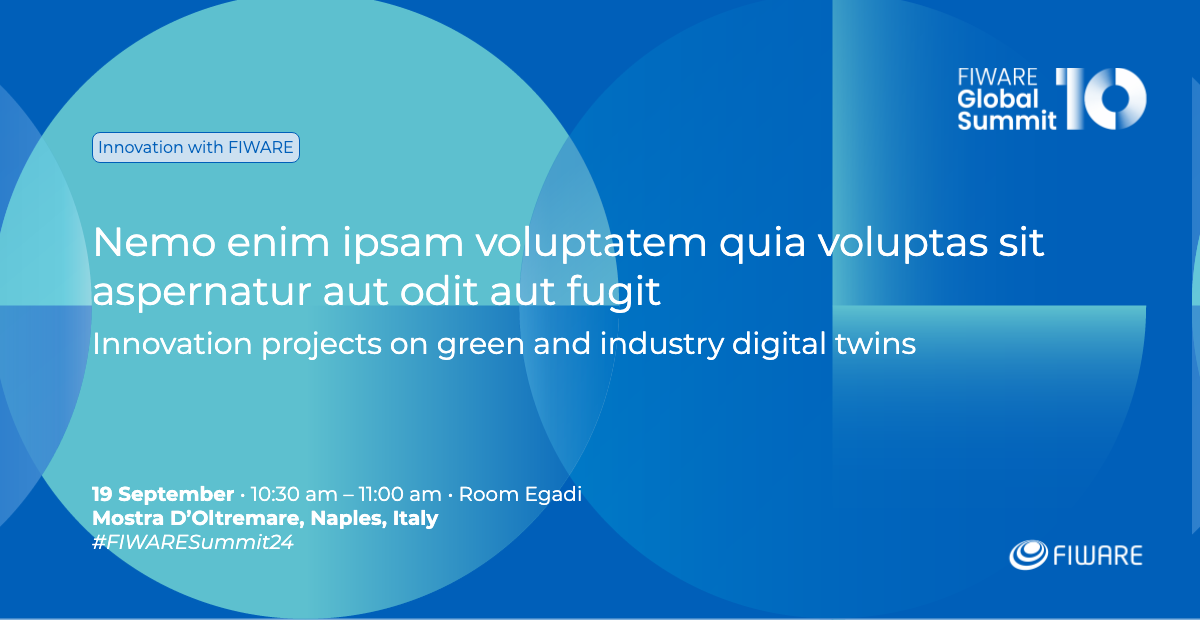 FIWARE
Global
Summit 10
Innovation with FIWARE
Nemo enim ipsam voluptatem quia voluptas sit
aspernatur aut odit aut fugit
Innovation projects on green and industry digital twins
19 September · 10:30 am – 11:00 am · Room Egadi
Mostra D’Oltremare, Naples, Italy
#FIWARESummit24
FIWARE